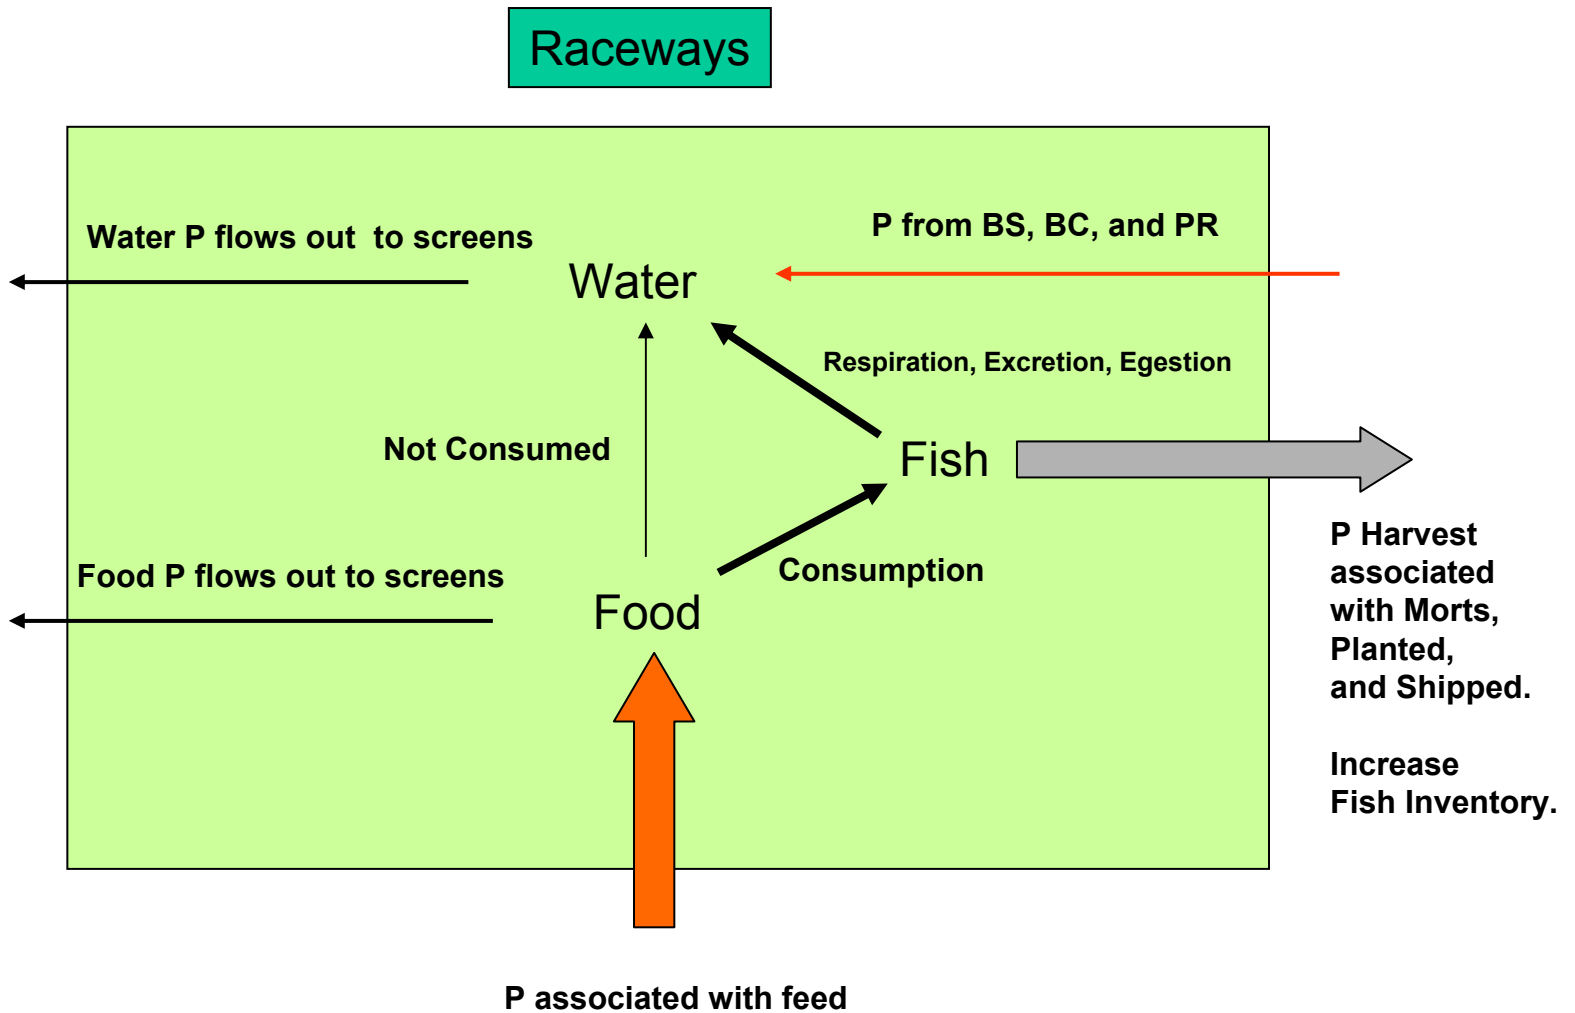 Raceways
Water P flows out  to screens
P from BS, BC, and PR
Water
Respiration, Excretion, Egestion
Not Consumed
Fish
Food P flows out to screens
Consumption
Food
P Harvest
associated
with Morts,
Planted,
and Shipped.
Increase
Fish Inventory.
P associated with feed